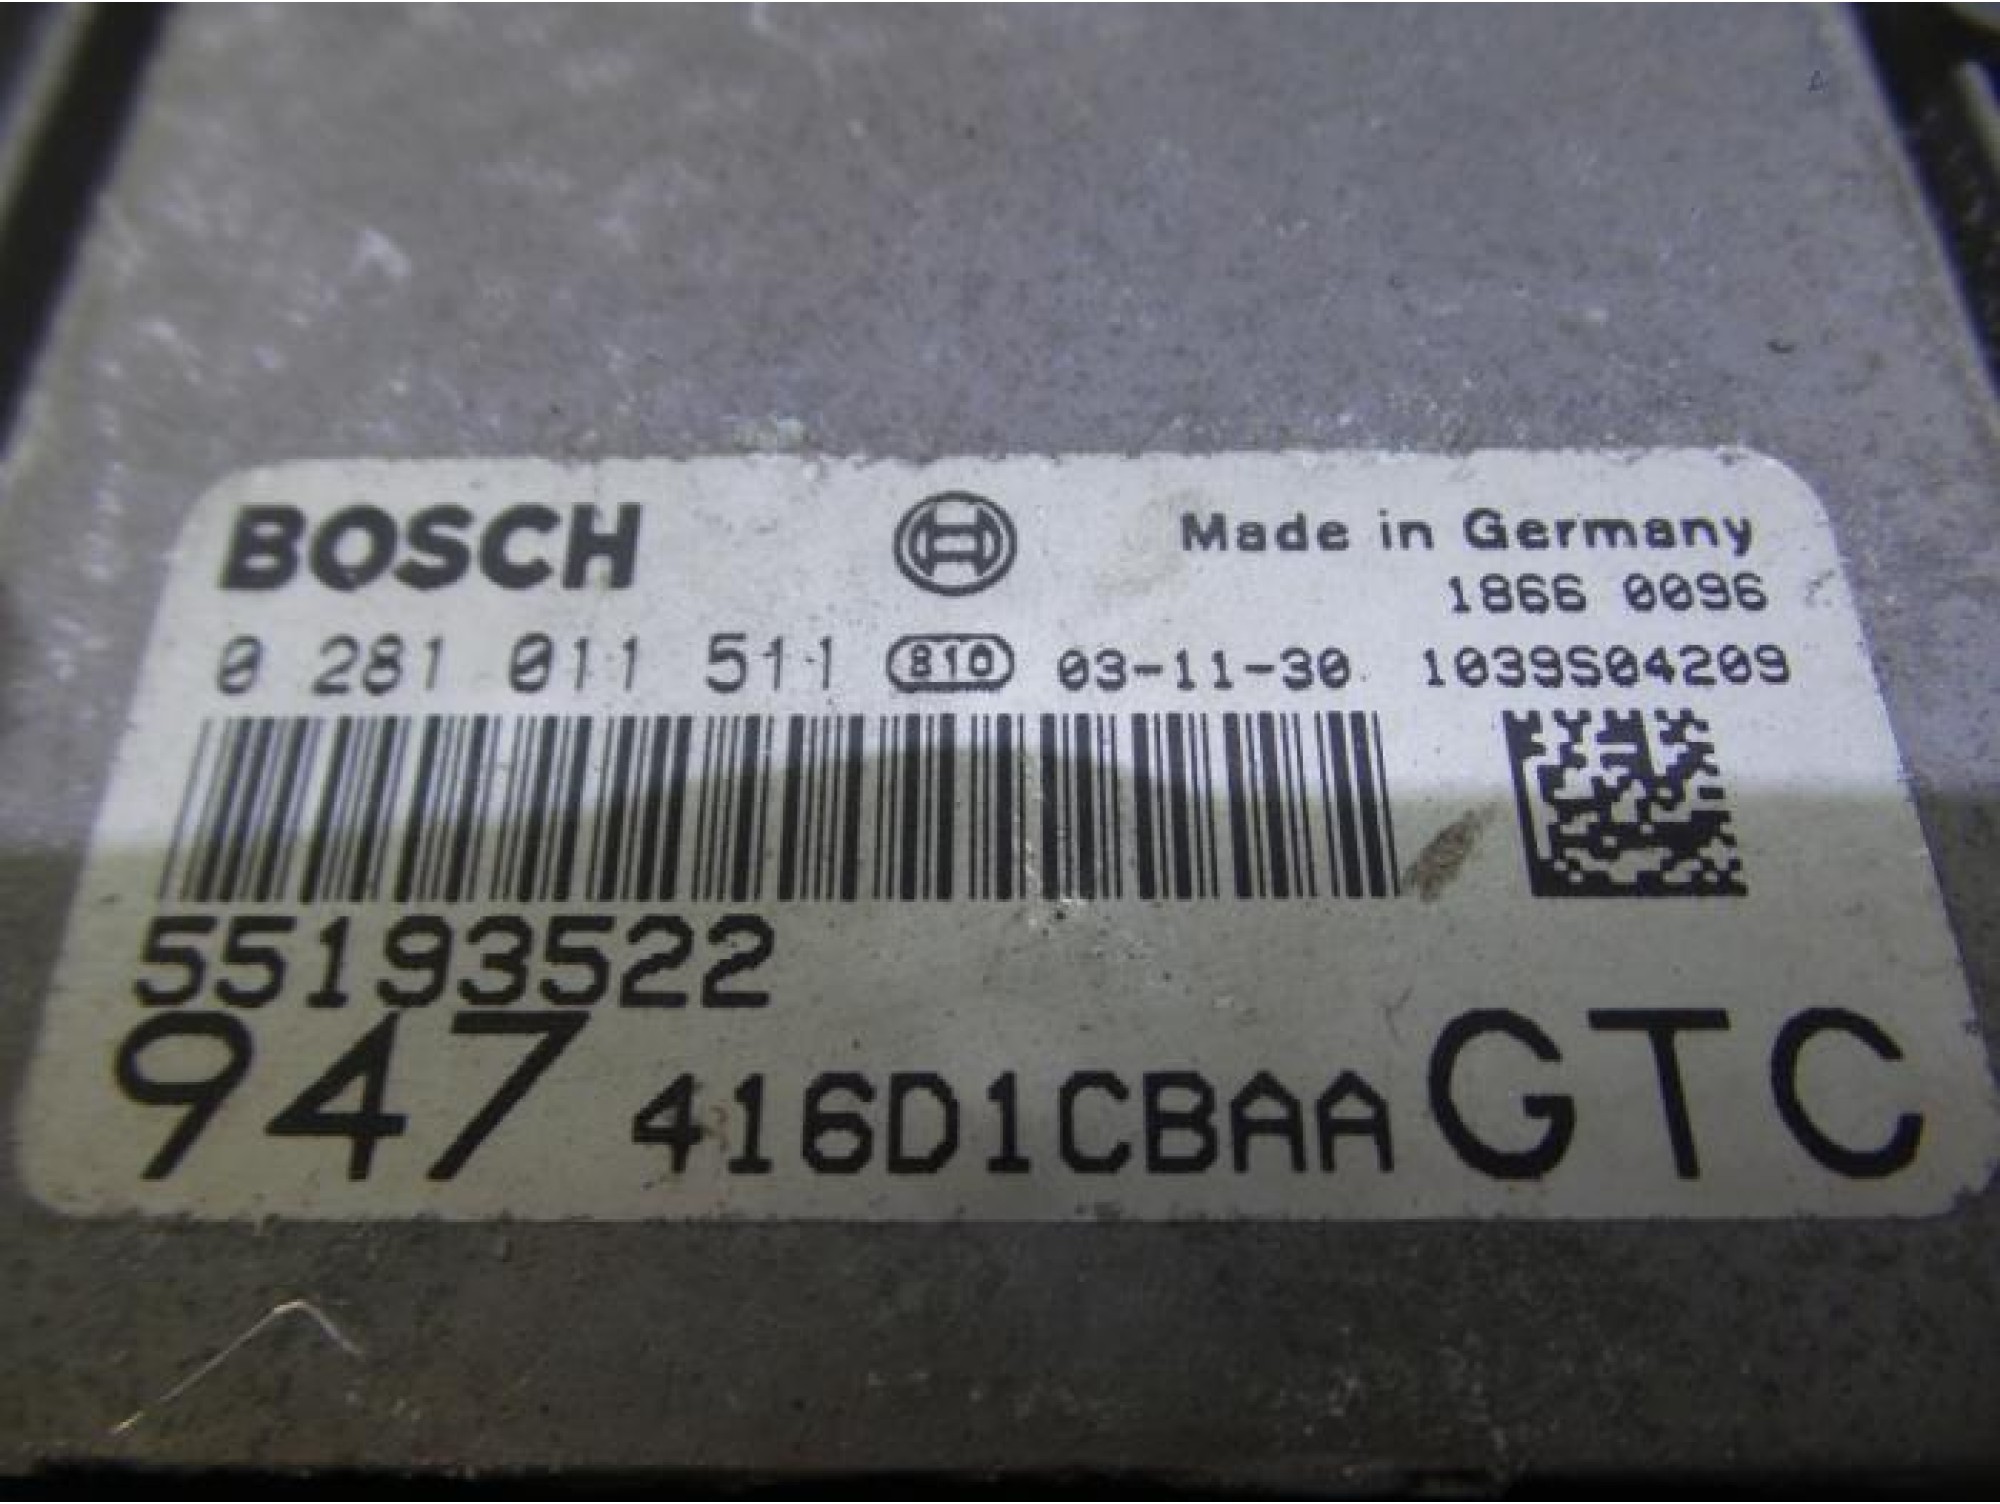 BOSCH Made in Germany
1866 0096
0 281 011 511 810 03-11-30 1039S04209
55193522
947 416D1CBAA GTC